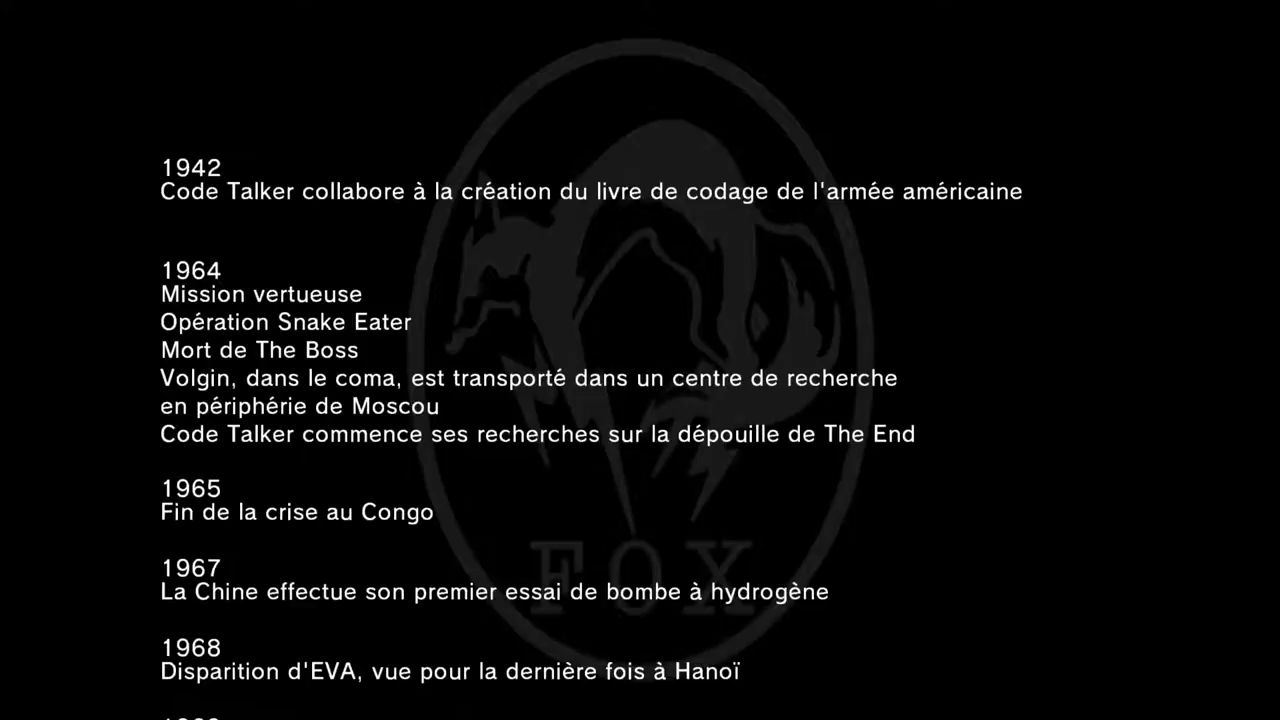 1942
Code Talker collabore à la création du livre de codage de l'armée américaine
1964
Mission vertueuse
Opération Snake Eater
Mort de The Boss
Volgin, dans le coma, est transporté dans un centre de recherche
en périphérie de Moscou
Code Talker commence ses recherches sur la dépouille de The End
1965
Fin de la crise au Congo
1967
La Chine effectue son premier essai de bombe à hydrogène
1968
Disparition d'EVA, vue pour la dernière fois à Hanoï
FOX